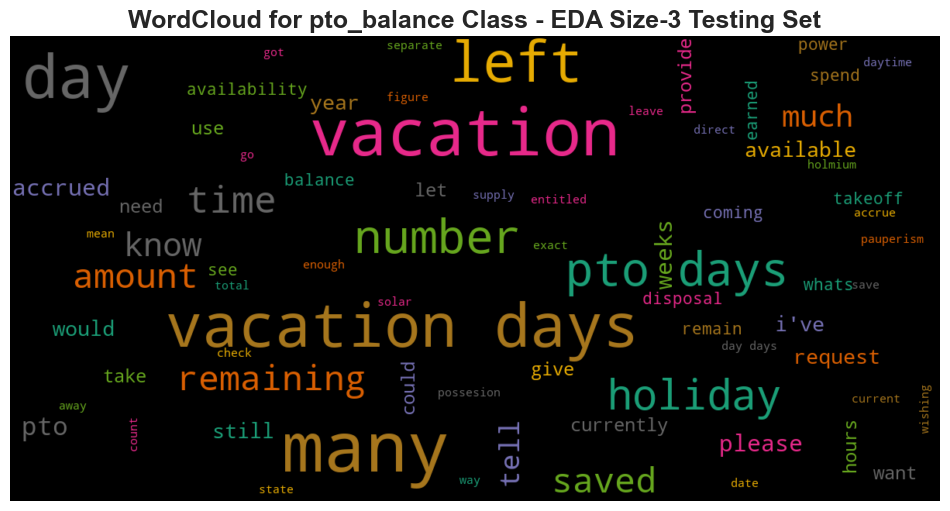 WordCloud for pto_balance Class - EDA Size-3 Testing Set
separate
left
provide
power
got
daytime
day
availability
year
figure
spend
use
vacation
leave
direct
earned
much
available
go
holmium
accrued
balance
let
supply
entitled
takeoff
need
time
coming
accrue
mean
know
number
exact
weeks
pauperism
amount
see
total
enough
pto days
whats
save
solar
disposal
would
vacation days
remain
i've
check
day days
request
take
remaining
could
possesion
give
holiday
current
wishing
away
count
pto
still
many
tell
currently
please
hours
way
saved
want
state
date